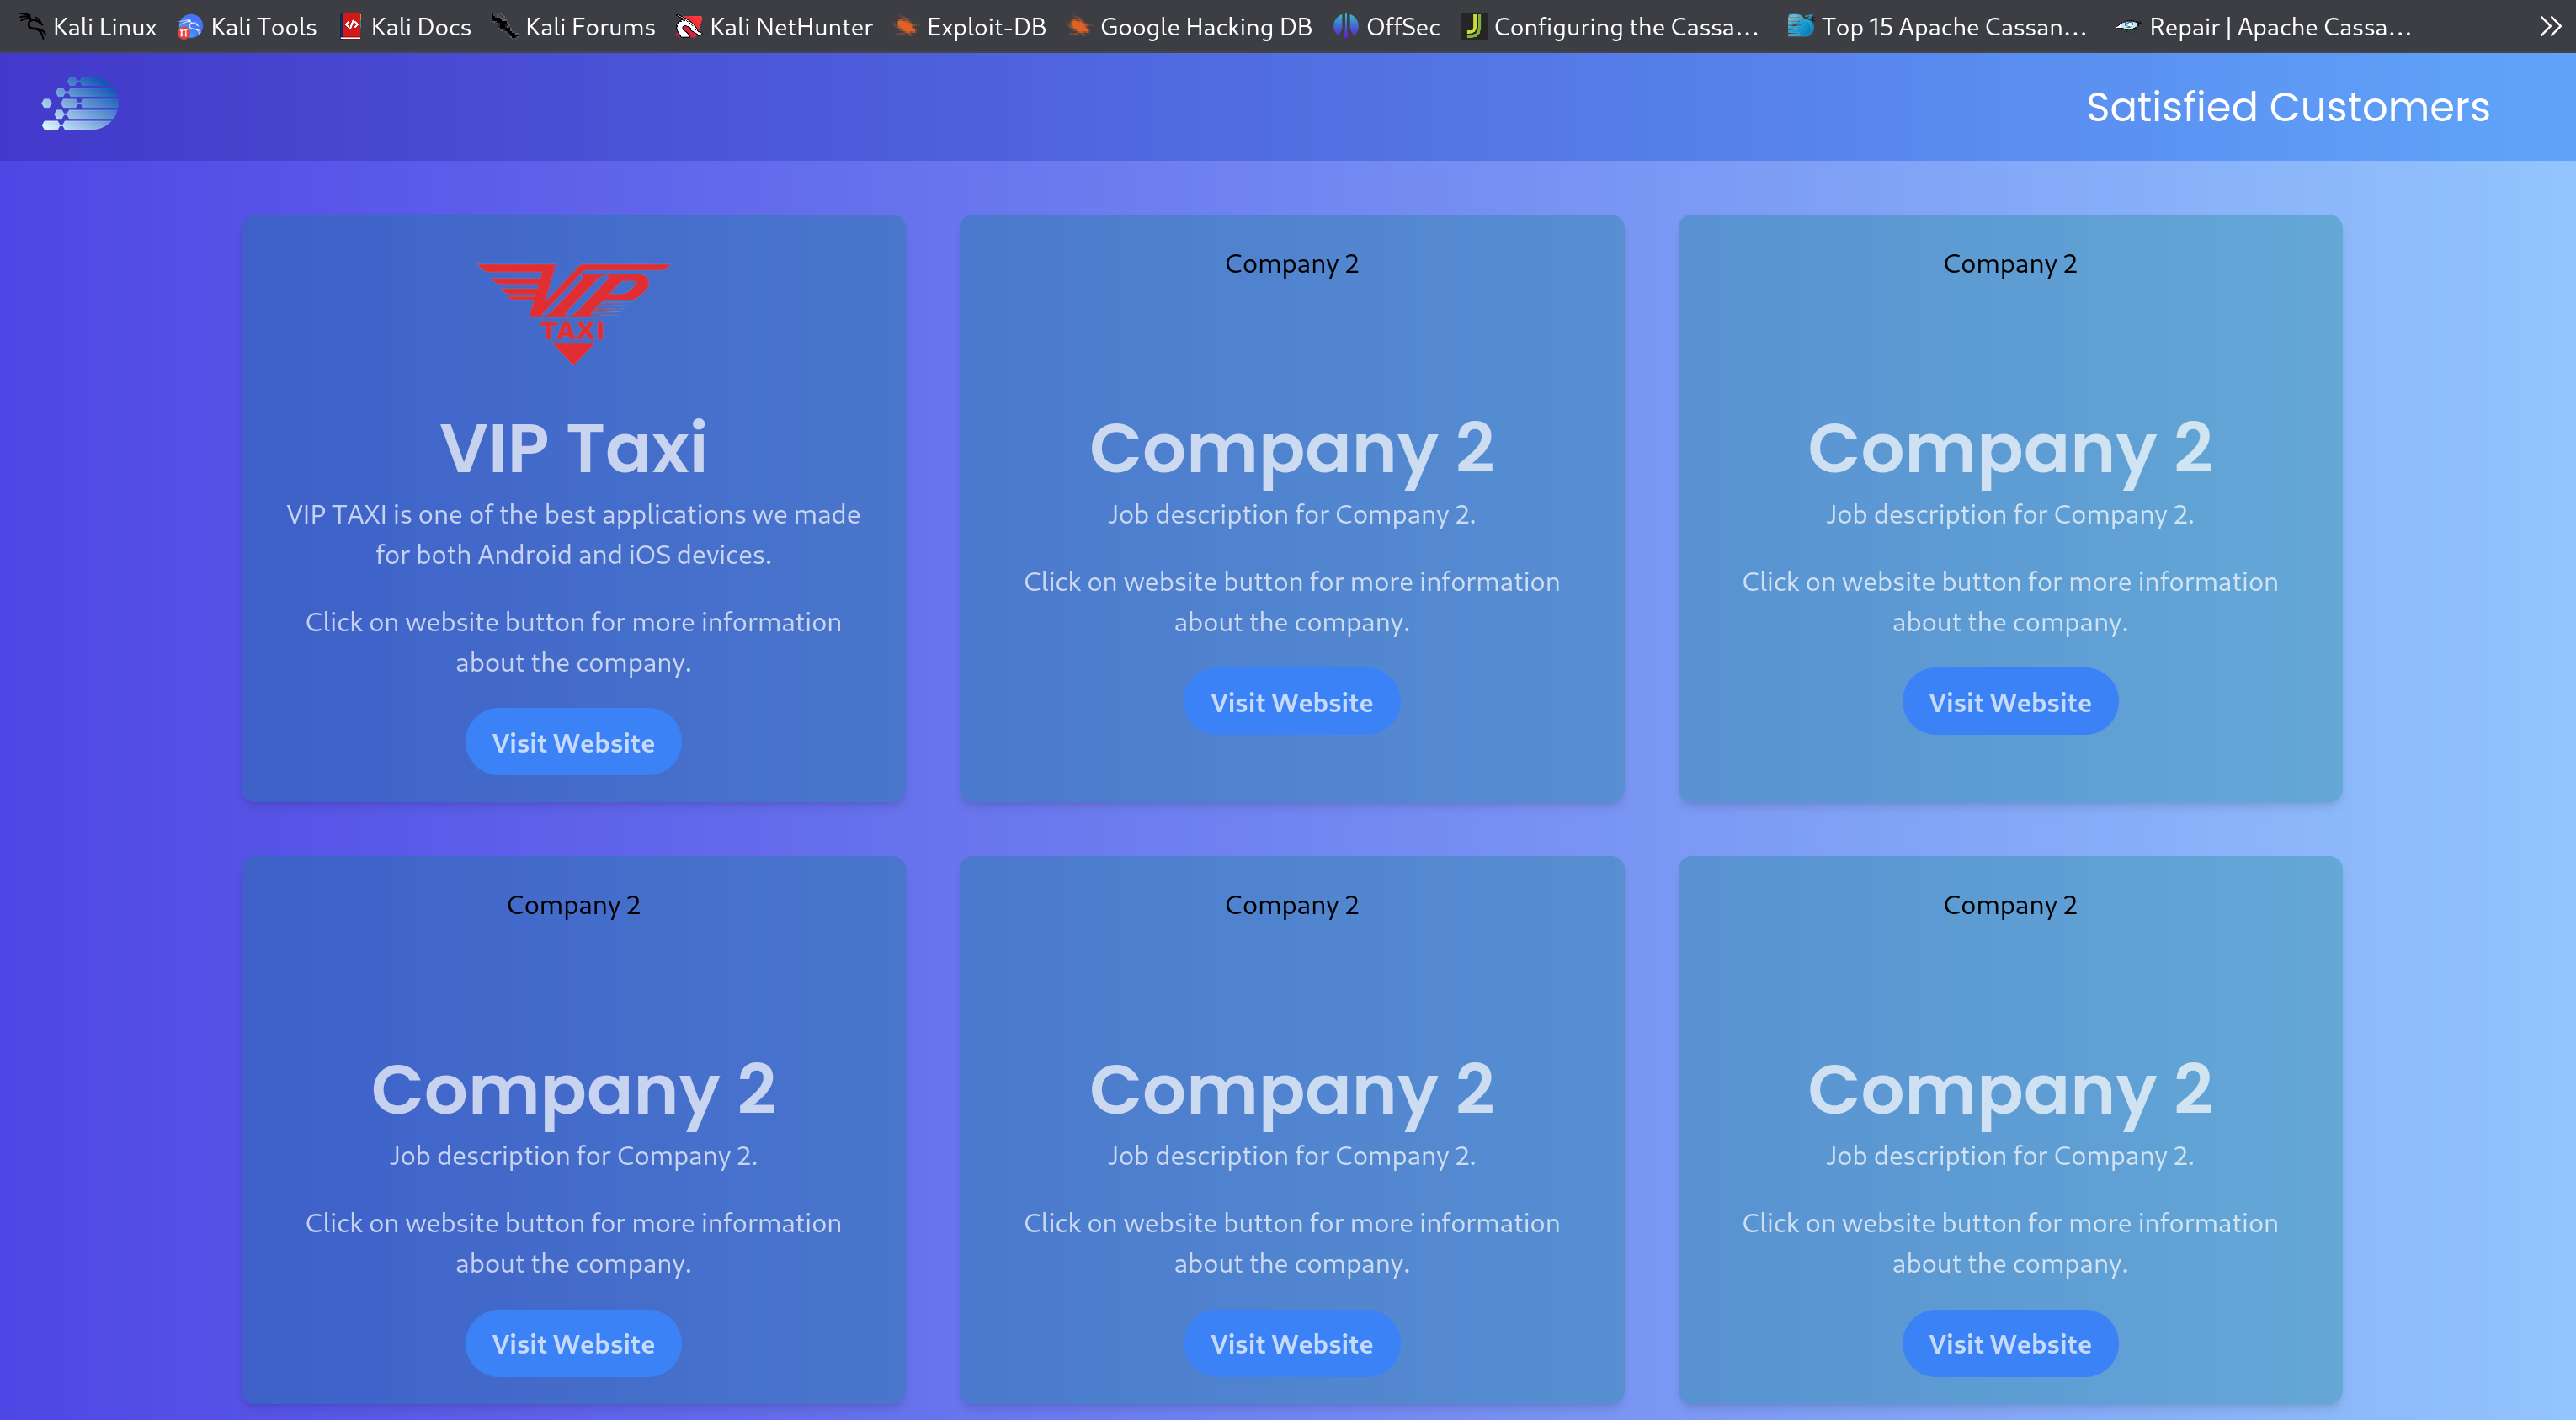 Kali Linux Kali Tools Kali Docs Kali Forums Kali NetHunter Exploit-DB Google Hacking DB OffSec Configuring the Cassa… Top 15 Apache Cassan… Repair | Apache Cassa…
Satisfied Customers
VIP
TAXI
VIP Taxi
VIP TAXI is one of the best applications we made
for both Android and iOS devices.
Click on website button for more information
about the company.
Visit Website
Company 2
Company 2
Job description for Company 2.
Click on website button for more information
about the company.
Visit Website
Company 2
Company 2
Job description for Company 2.
Click on website button for more information
about the company.
Visit Website
Company 2
Company 2
Job description for Company 2.
Click on website button for more information
about the company.
Visit Website
Company 2
Company 2
Job description for Company 2.
Click on website button for more information
about the company.
Visit Website
Company 2
Company 2
Job description for Company 2.
Click on website button for more information
about the company.
Visit Website